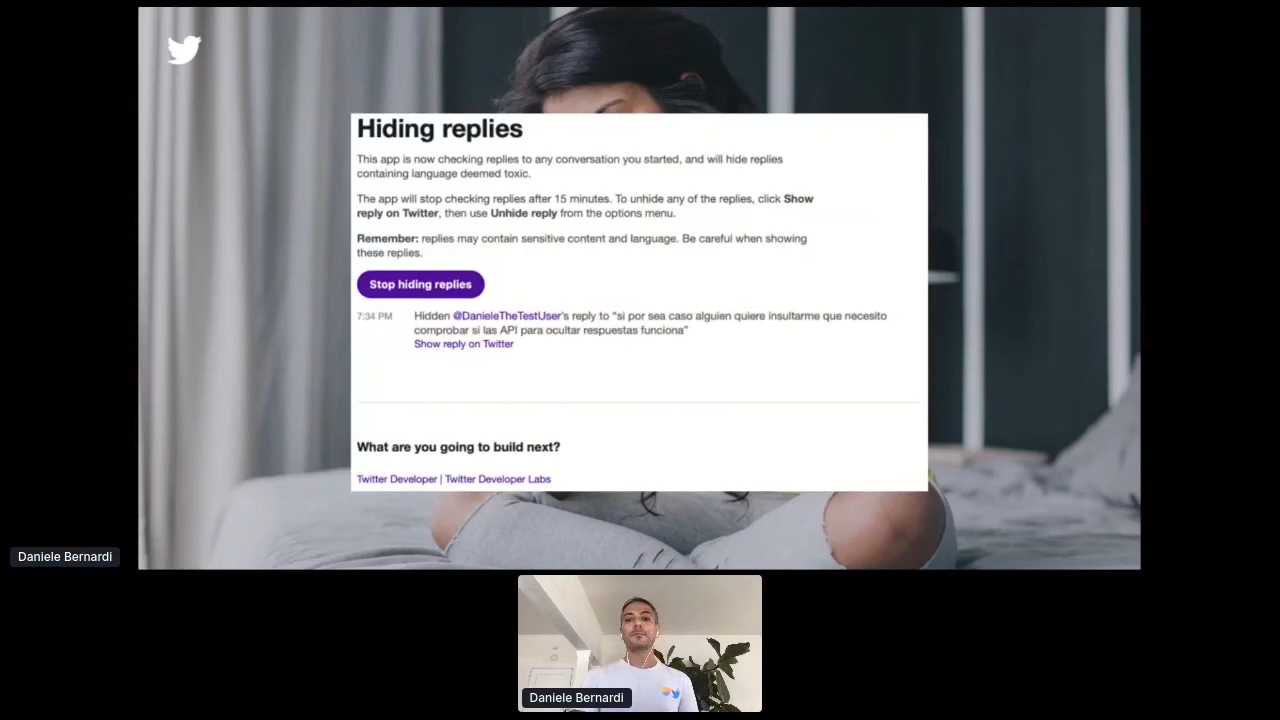 Hiding replies
This app is now checking replies to any conversation you started, and will hide replies
containing language deemed toxic.
The app will stop checking replies after 15 minutes. To unhide any of the replies, click Show
reply on Twitter, then use Unhide reply from the options menu.
Remember: replies may contain sensitive content and language. Be careful when showing
these replies.
Stop hiding replies
7:34 PM Hidden @DanieleTheTestUser's reply to "si por sea caso alguien quiere insultarme que necesito
comprobar si las API para ocultar respuestas funciona"
Show reply on Twitter
What are you going to build next?
Twitter Developer | Twitter Developer Labs
Daniele Bernardi
Daniele Bernardi